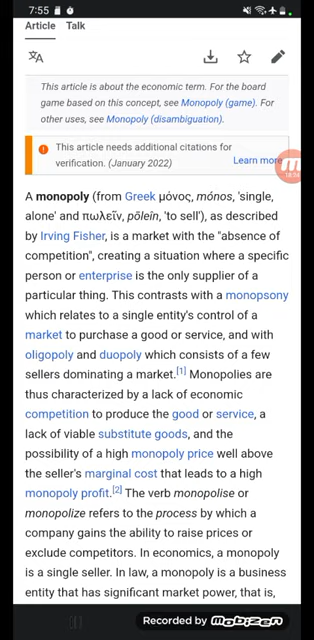 7:55
Article Talk
This article is about the economic term. For the board
game based on this concept, see Monopoly (game). For
other uses, see Monopoly (disambiguation).
This article needs additional citations for
verification. (January 2022) Learn more
A monopoly (from Greek μόνος, mónos, 'single,
alone' and πωλεῖν, pōleîn, 'to sell'), as described
by Irving Fisher, is a market with the "absence of
competition", creating a situation where a specific
person or enterprise is the only supplier of a
particular thing. This contrasts with a monopsony
which relates to a single entity's control of a
market to purchase a good or service, and with
oligopoly and duopoly which consists of a few
sellers dominating a market.[1] Monopolies are
thus characterized by a lack of economic
competition to produce the good or service, a
lack of viable substitute goods, and the
possibility of a high monopoly price well above
the seller's marginal cost that leads to a high
monopoly profit.[2] The verb monopolise or
monopolize refers to the process by which a
company gains the ability to raise prices or
exclude competitors. In economics, a monopoly
is a single seller. In law, a monopoly is a business
entity that has significant market power, that is,
Recorded by Mobizen